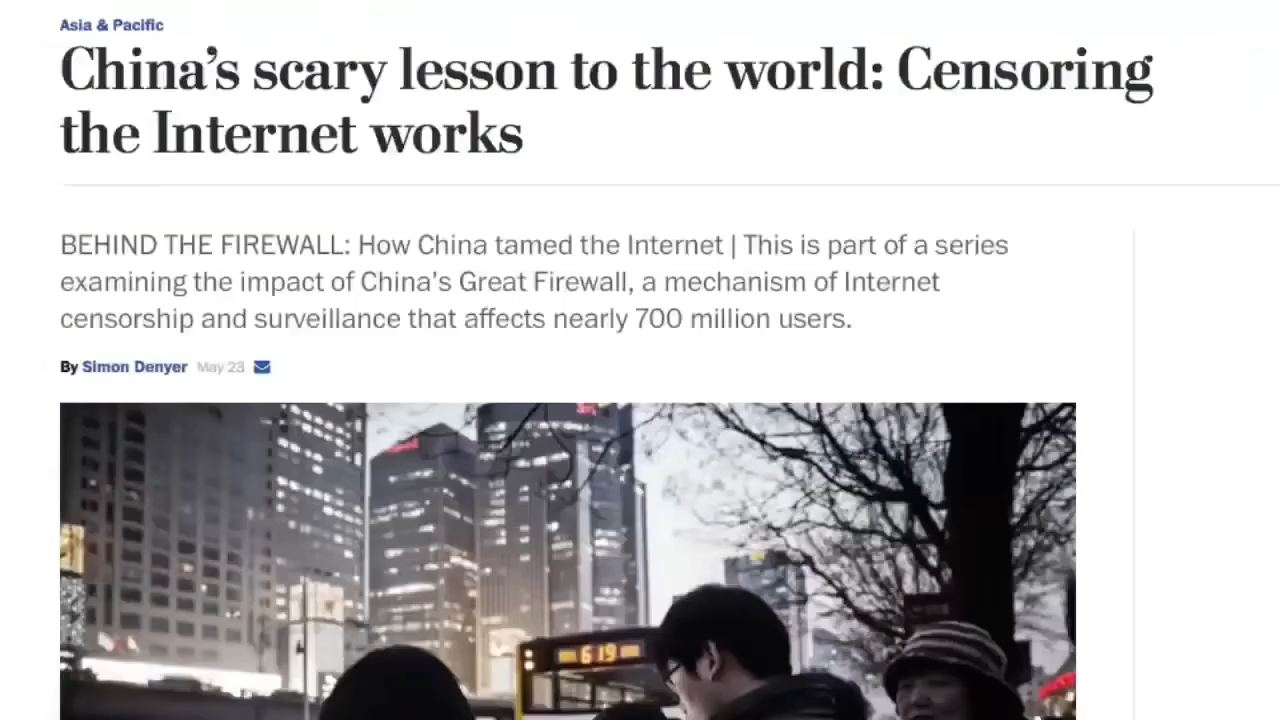 Asia & Pacific
China’s scary lesson to the world: Censoring
the Internet works
BEHIND THE FIREWALL: How China tamed the Internet | This is part of a series
examining the impact of China’s Great Firewall, a mechanism of Internet
censorship and surveillance that affects nearly 700 million users.
By Simon Denyer May 23
619